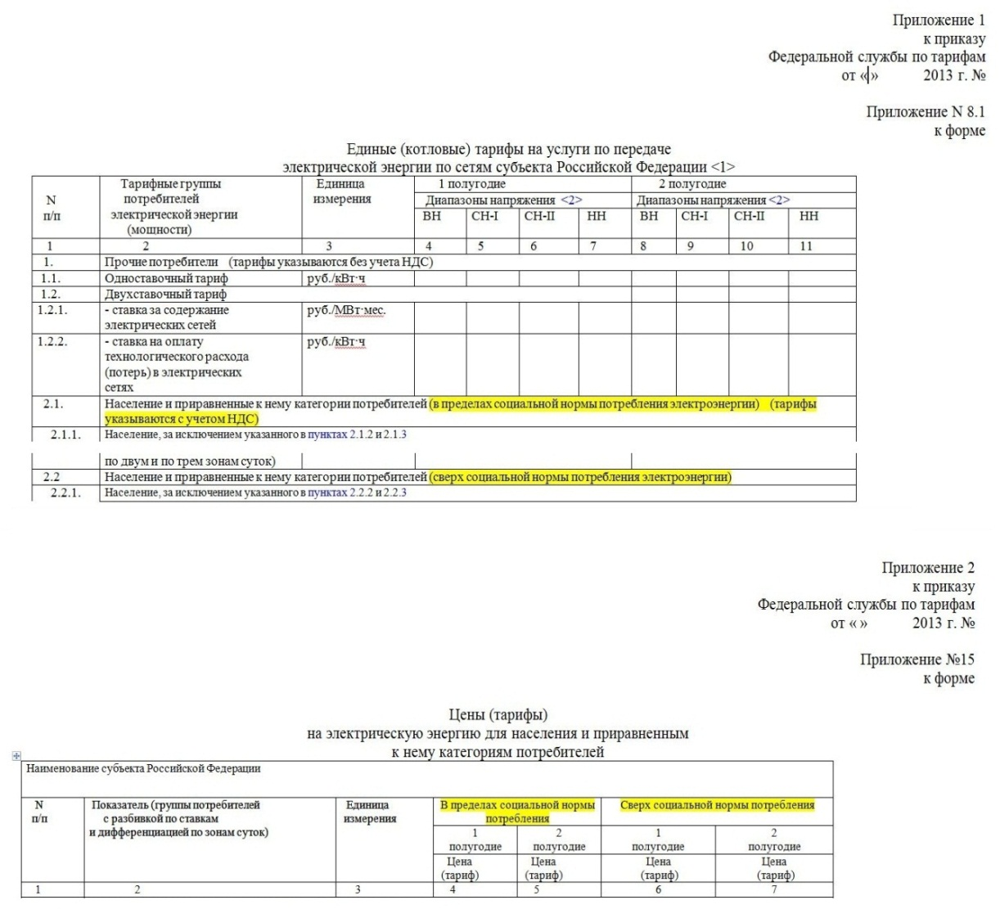 Приложение 1
к приказу
Федеральной службы по тарифам
от «» 2013 г. №
Приложение N 8.1
к форме
Единые (котловые) тарифы на услуги по передаче
электрической энергии по сетям субъекта Российской Федерации <1>
N
п/п
Тарифные группы
потребителей
электрической энергии
(мощности)
Единица
измерения
1 полугодие
2 полугодие
Диапазоны напряжения <2>
Диапазоны напряжения <2>
ВН СН-I СН-II НН ВН СН-I СН-II НН
1 2 3 4 5 6 7 8 9 10 11
1. Прочие потребители (тарифы указываются без учета НДС)
1.1. Одноставочный тариф руб./кВт·ч
1.2. Двухставочный тариф
1.2.1. - ставка за содержание руб./МВт·мес.
электрических сетей
1.2.2. - ставка на оплату руб./кВт·ч
технологического расхода
(потерь) в электрических
сетях
2.1. Население и приравненные к нему категории потребителей (в пределах социальной нормы потребления электроэнергии) (тарифы
указываются с учетом НДС)
2.1.1. Население, за исключением указанного в пунктах 2.1.2 и 2.1.3
по двум и по трем зонам суток)
2.2 Население и приравненные к нему категории потребителей (сверх социальной нормы потребления электроэнергии)
2.2.1. Население, за исключением указанного в пунктах 2.2.2 и 2.2.3
Приложение 2
к приказу
Федеральной службы по тарифам
от « » 2013 г. №
Приложение №15
к форме
Цены (тарифы)
на электрическую энергию для населения и приравненным
к нему категориям потребителей
Наименование субъекта Российской Федерации
N
п/п
Показатель (группы потребителей
с разбивкой по ставкам
и дифференциацией по зонам суток)
Единица
измерения
В пределах социальной нормы
потребления
Сверх социальной нормы потребления
1 2 1 2
полугодие полугодие полугодие полугодие
Цена Цена Цена Цена
(тариф) (тариф) (тариф) (тариф)
1 2 3 4 5 6 7